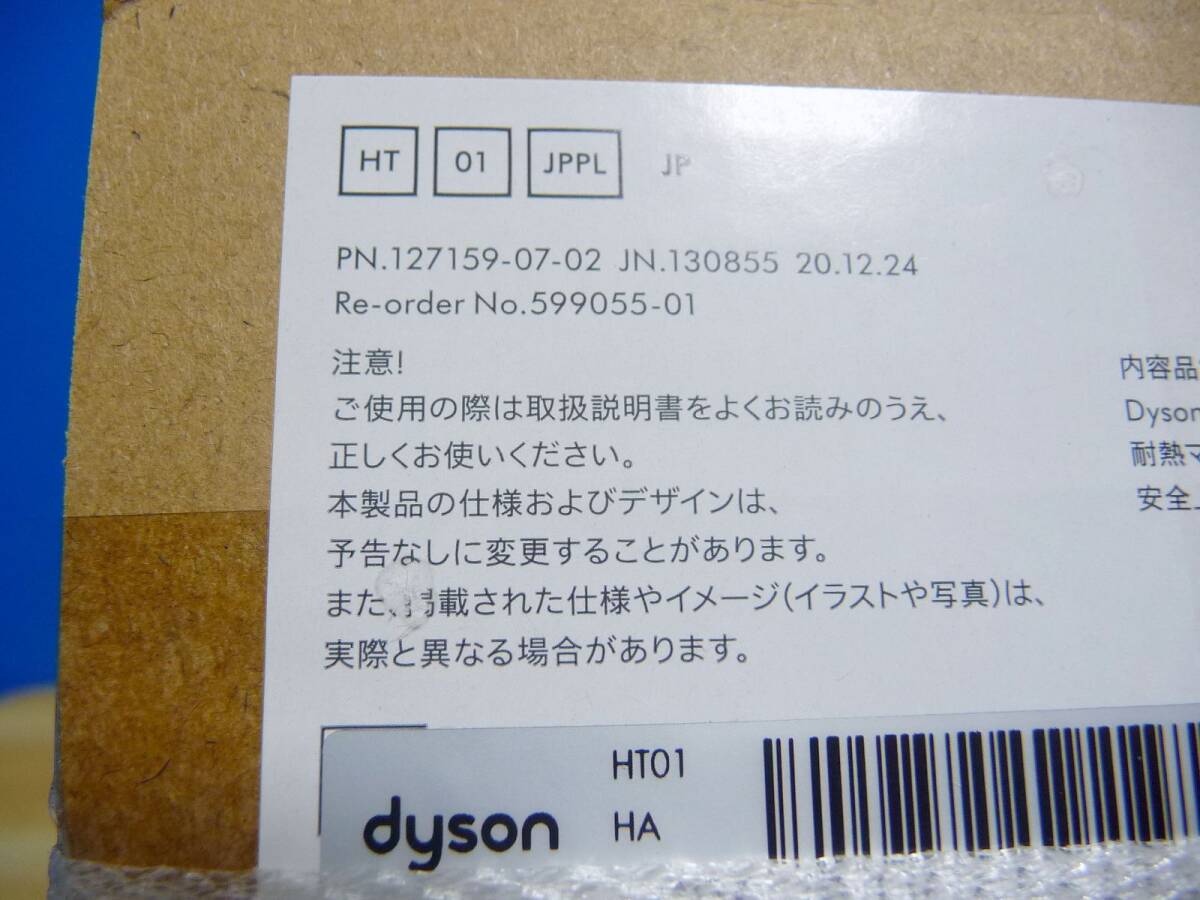 HT 01 JPPL JP
PN.127159-07-02 JN.130855 20.12.24
Re-order No.599055-01
注意!
ご使用の際は取扱説明書をよくお読みのうえ、
正しくお使いください。
本製品の仕様およびデザインは、
予告なしに変更することがあります。
また、掲載された仕様やイメージ(イラストや写真)は、
実際と異なる場合があります。
内容品
Dyson
耐熱マ
安全上
dyson
HT01
HA